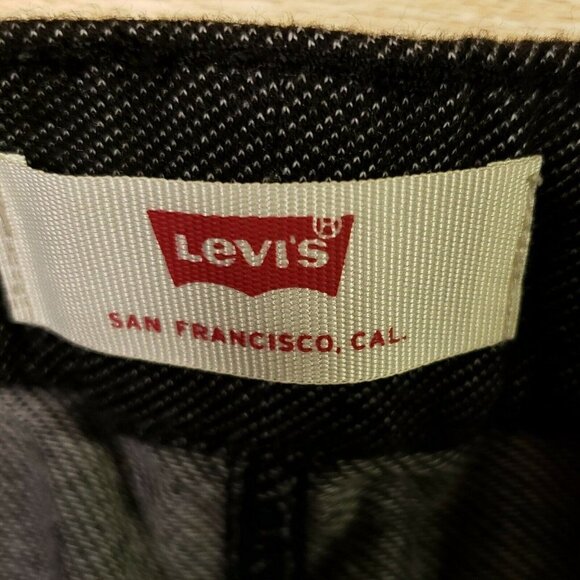 Levi's®
SAN FRANCISCO, CAL.